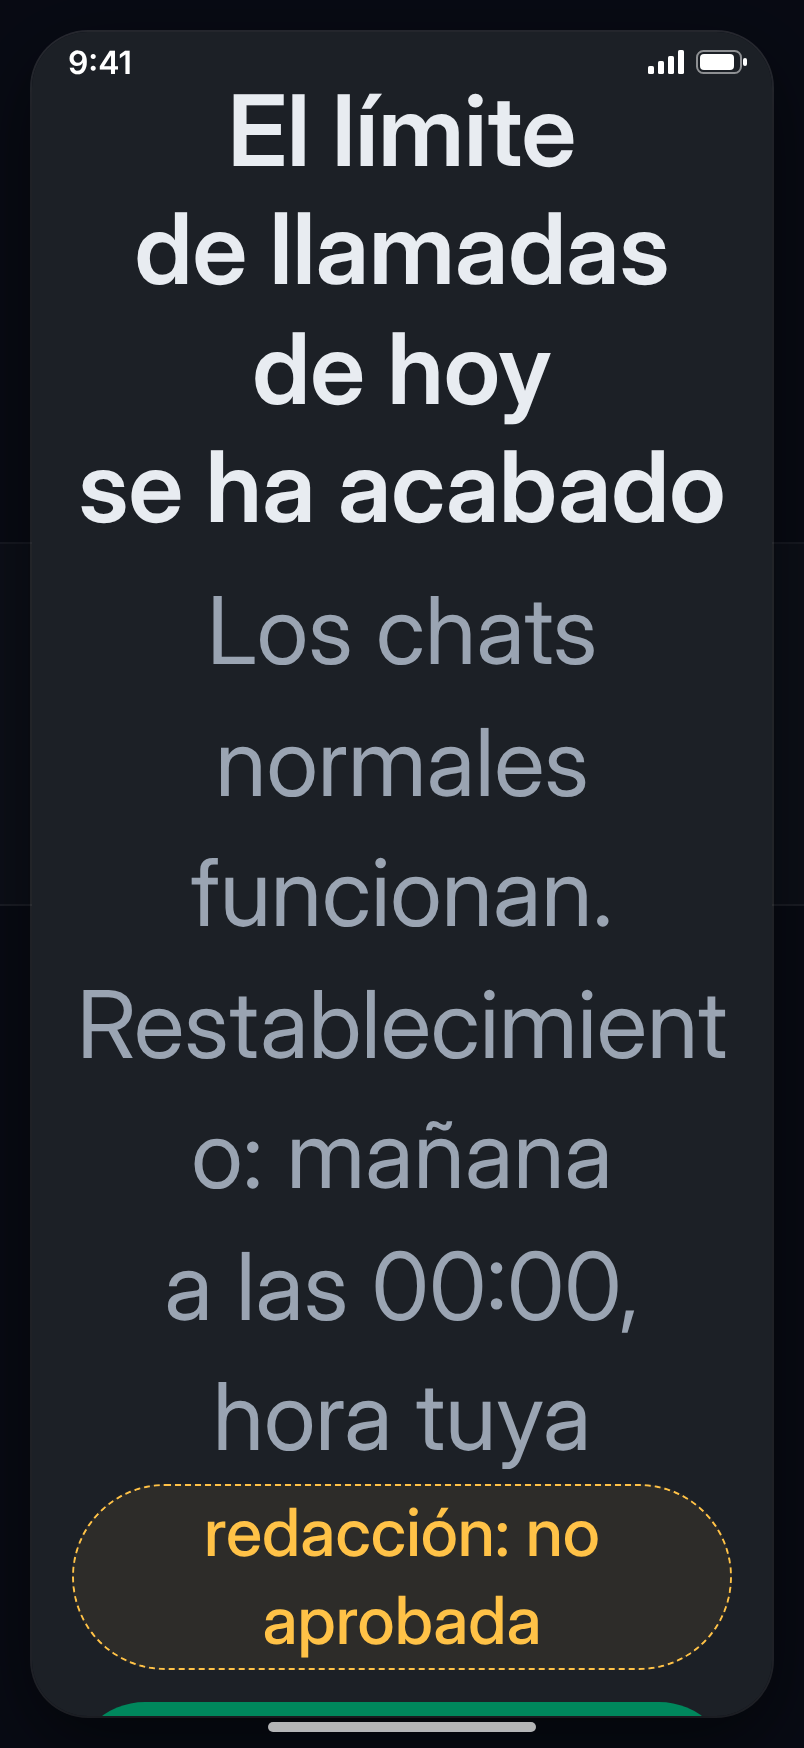 9:41
El límite
de llamadas
de hoy
se ha acabado
Los chats
normales
funcionan.
Restablecimient
o: mañana
a las 00:00,
hora tuya
redacción: no
aprobada